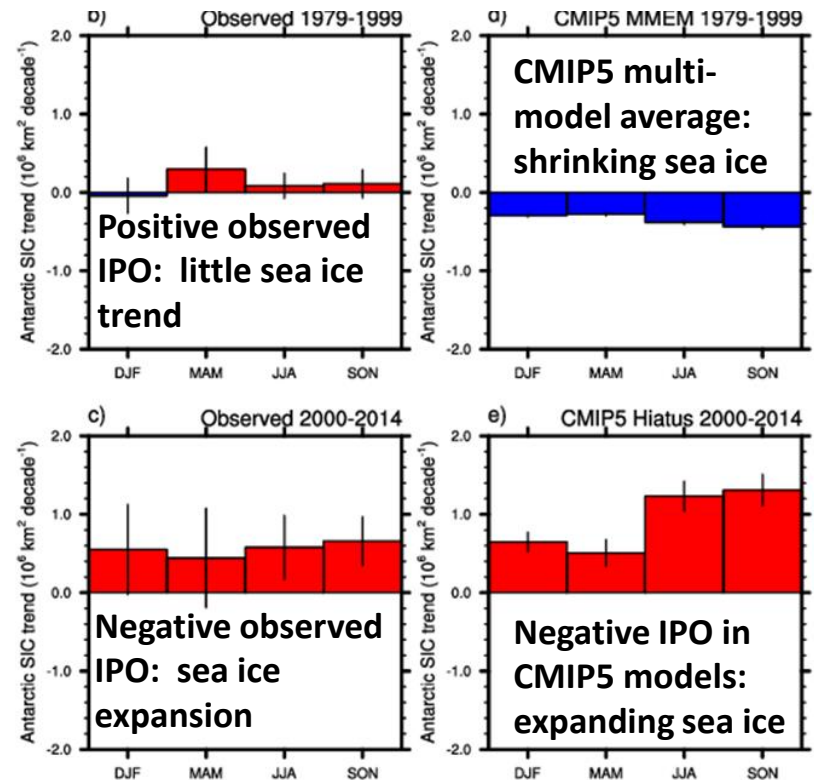 b) Observed 1979-1999
2.0
1.0
0.0
-1.0
-2.0
Antarctic SIC trend (10⁶ km² decade⁻¹)
Positive observed
IPO: little sea ice
trend
DJF MAM JJA SON
d) CMIP5 MMEM 1979-1999
2.0
1.0
0.0
-1.0
-2.0
Antarctic SIC trend (10⁶ km² decade⁻¹)
CMIP5 multi-
model average:
shrinking sea ice
DJF MAM JJA SON
c) Observed 2000-2014
2.0
1.0
0.0
-1.0
-2.0
Antarctic SIC trend (10⁶ km² decade⁻¹)
Negative observed
IPO: sea ice
expansion
DJF MAM JJA SON
e) CMIP5 Hiatus 2000-2014
2.0
1.0
0.0
-1.0
-2.0
Antarctic SIC trend (10⁶ km² decade⁻¹)
Negative IPO in
CMIP5 models:
expanding sea ice
DJF MAM JJA SON